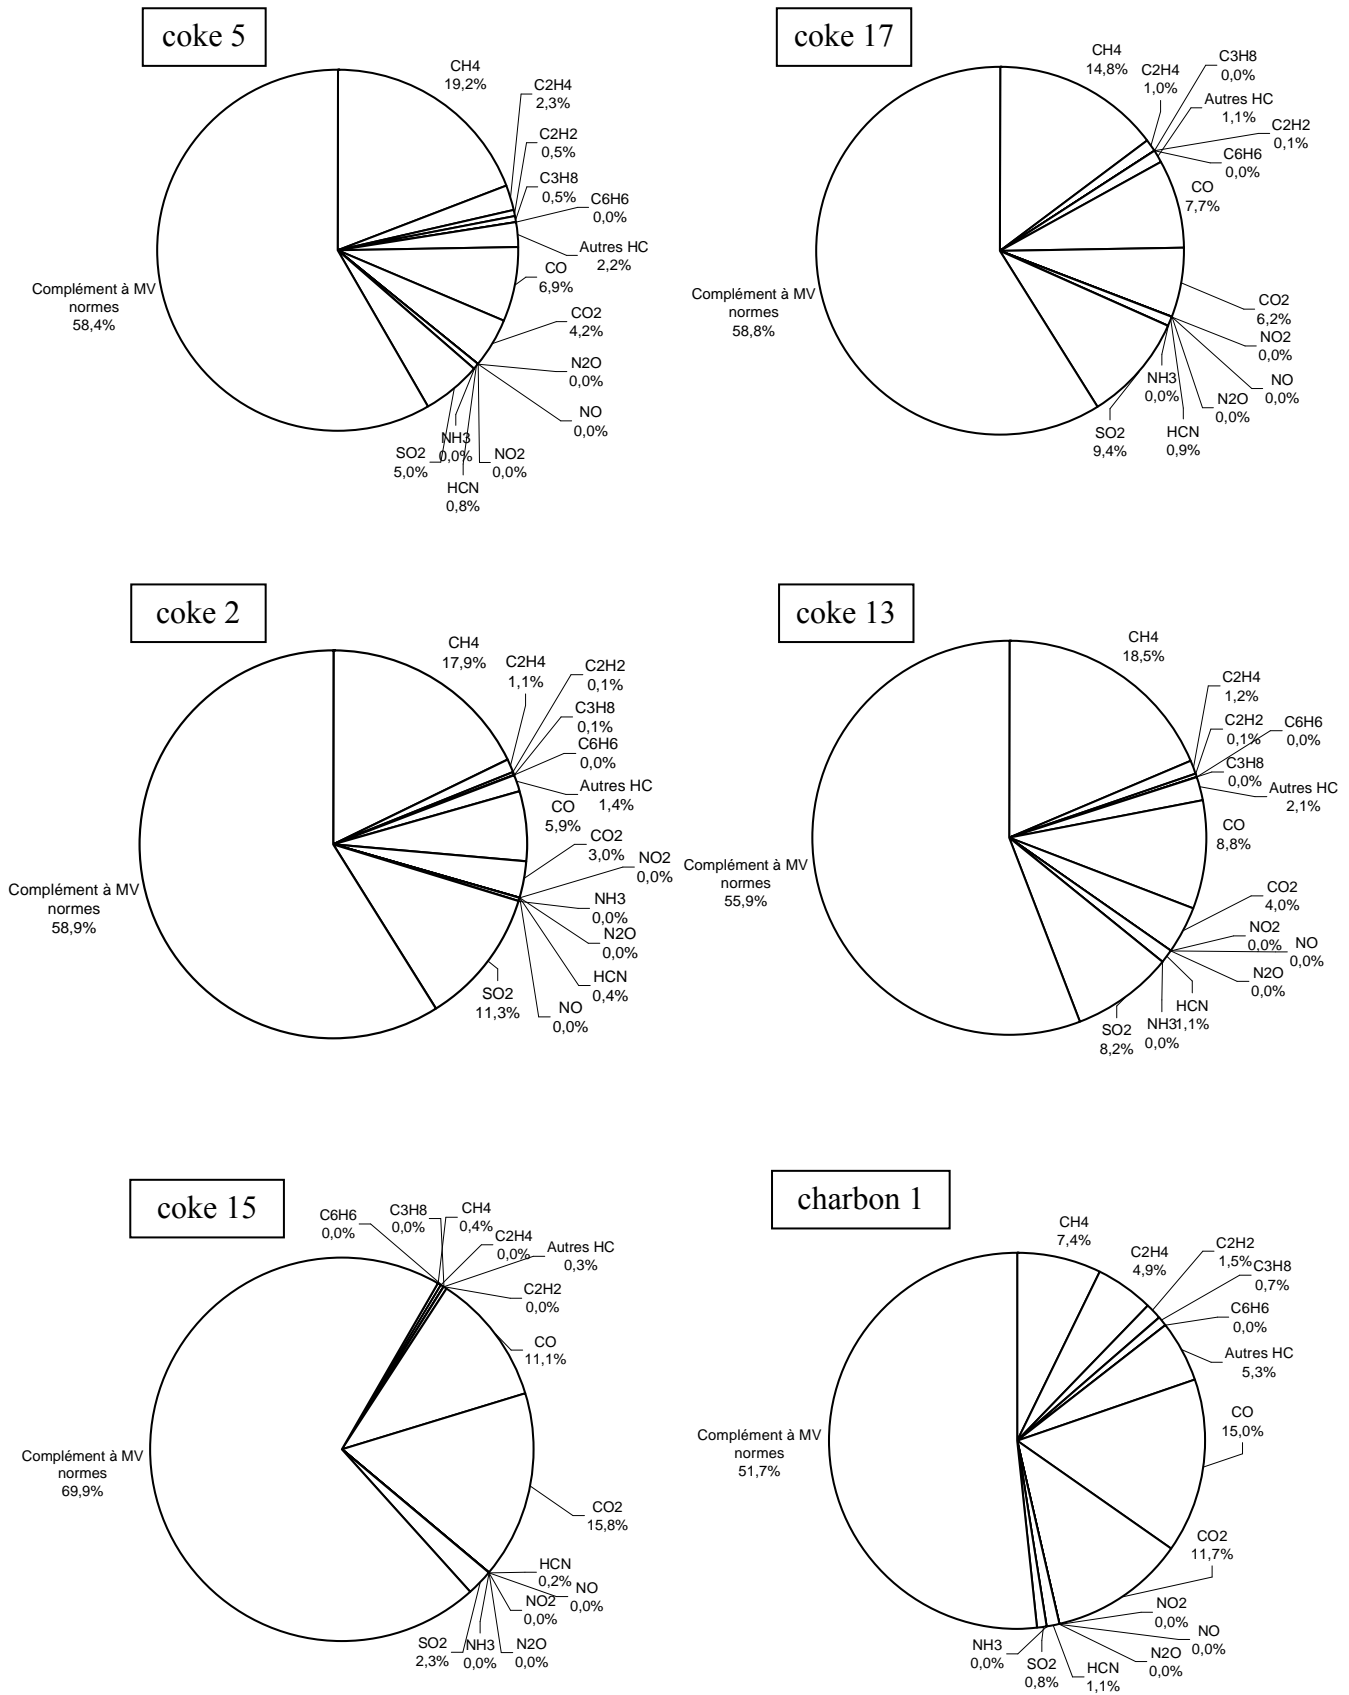 coke 5
CH4
19,2%
C2H4
2,3%
C2H2
0,5%
C3H8
0,5%
C6H6
0,0%
Autres HC
2,2%
CO
6,9%
CO2
4,2%
N2O
0,0%
NO
0,0%
NO2
0,0%
HCN
0,8%
NH3
0,0%
SO2
5,0%
Complément à MV
normes
58,4%
coke 17
CH4
14,8%
C2H4
1,0%
C3H8
0,0%
Autres HC
1,1%
C2H2
0,1%
C6H6
0,0%
CO
7,7%
CO2
6,2%
NO2
0,0%
NO
0,0%
N2O
0,0%
HCN
0,9%
NH3
0,0%
SO2
9,4%
Complément à MV
normes
58,8%
coke 2
CH4
17,9%
C2H4
1,1%
C2H2
0,1%
C3H8
0,1%
C6H6
0,0%
Autres HC
1,4%
CO
5,9%
CO2
3,0%
NO2
0,0%
NH3
0,0%
N2O
0,0%
HCN
0,4%
NO
0,0%
SO2
11,3%
Complément à MV
normes
58,9%
coke 13
CH4
18,5%
C2H4
1,2%
C2H2
0,1%
C6H6
0,0%
C3H8
0,0%
Autres HC
2,1%
CO
8,8%
CO2
4,0%
NO2
0,0%
NO
0,0%
N2O
0,0%
HCN
1,1%
NH3
0,0%
SO2
8,2%
Complément à MV
normes
55,9%
coke 15
C6H6
0,0%
C3H8
0,0%
CH4
0,4%
C2H4
0,0%
Autres HC
0,3%
C2H2
0,0%
CO
11,1%
CO2
15,8%
HCN
0,2%
NO
0,0%
NO2
0,0%
N2O
0,0%
NH3
0,0%
SO2
2,3%
Complément à MV
normes
69,9%
charbon 1
CH4
7,4%
C2H4
4,9%
C2H2
1,5%
C3H8
0,7%
C6H6
0,0%
Autres HC
5,3%
CO
15,0%
CO2
11,7%
NO2
0,0%
NO
0,0%
N2O
0,0%
HCN
1,1%
SO2
0,8%
NH3
0,0%
Complément à MV
normes
51,7%